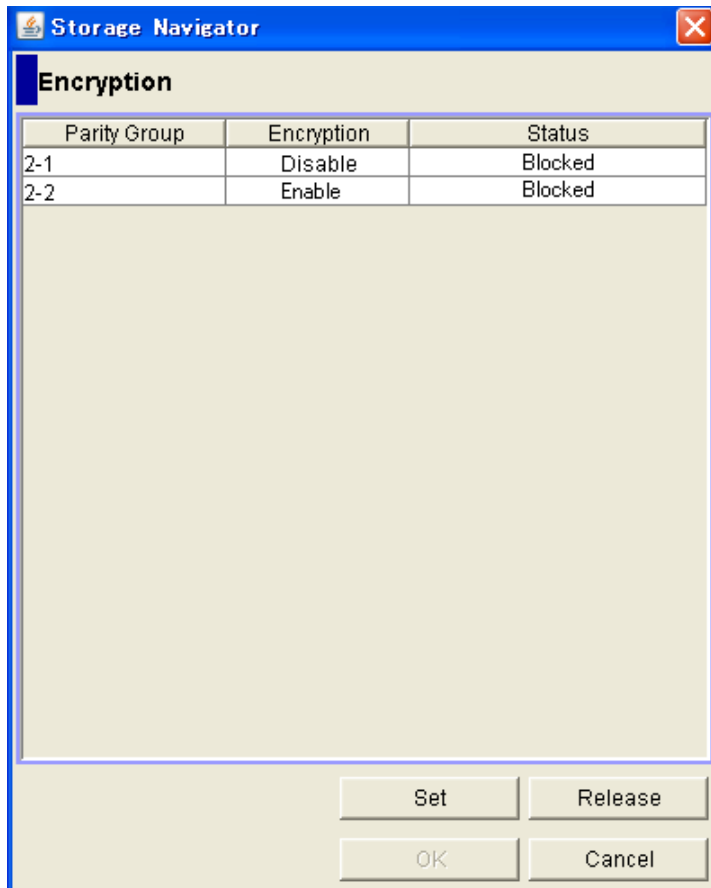 Storage Navigator
Encryption
Parity Group Encryption Status
2-1 Disable Blocked
2-2 Enable Blocked
Set Release
OK Cancel